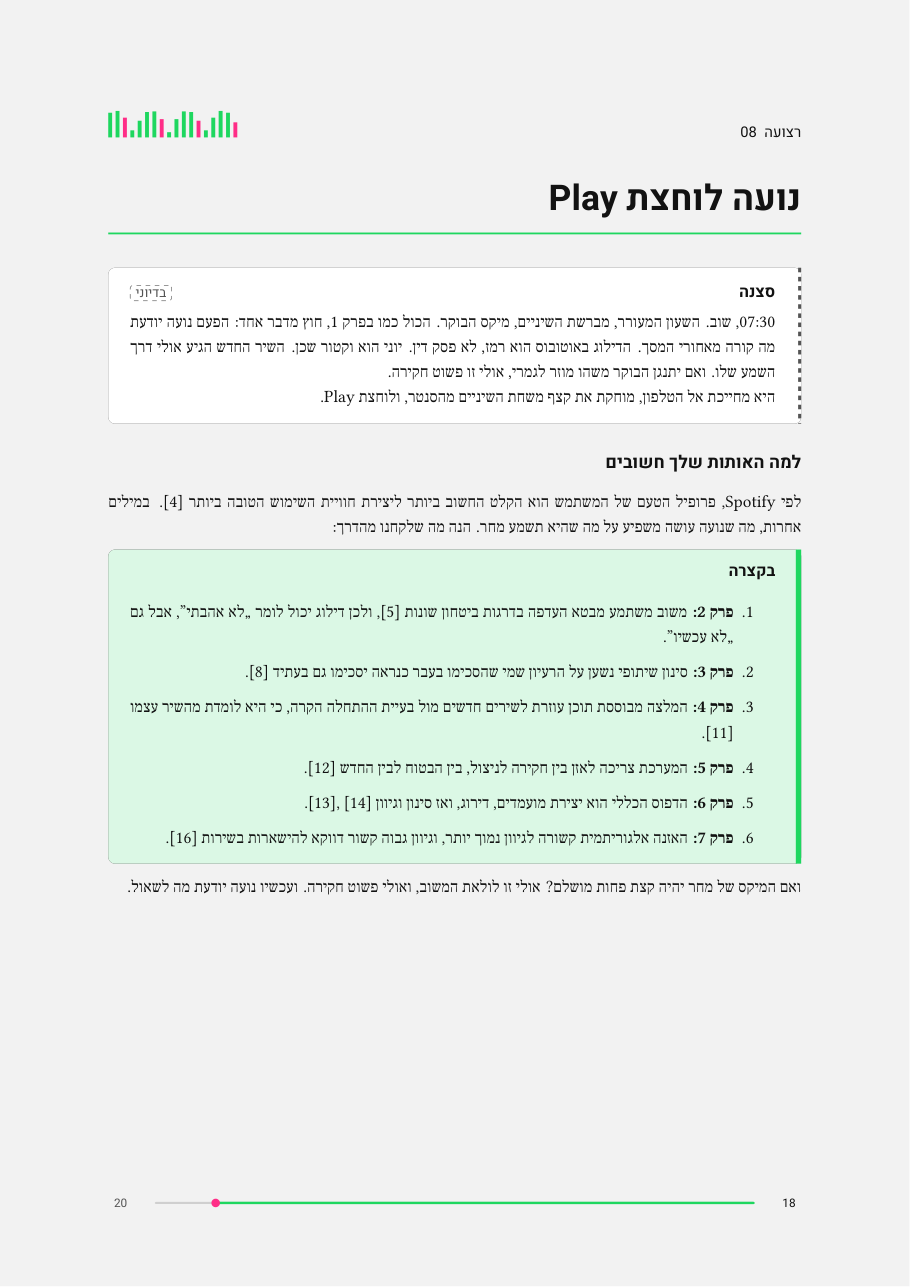 רצועה 08
נועה לוחצת Play
סצנה
בדיוני
07:30, שוב. השעון המעורר, מברשת השיניים, מיקס הבוקר. הכול כמו בפרק 1, חוץ מדבר אחד: הפעם נועה יודעת
מה קורה מאחורי המסך. הדילוג באוטובוס הוא רמז, לא פסק דין. יוני הוא וקטור שכן. השיר החדש הגיע אולי דרך
השמע שלו. ואם יתנגן הבוקר משהו מוזר לגמרי, אולי זו פשוט חקירה.
היא מחייכת אל הטלפון, מוחקת את קצף משחת השיניים מהסנטר, ולוחצת Play.
למה האותות שלך חשובים
לפי Spotify, פרופיל הטעם של המשתמש הוא הקלט החשוב ביותר ליצירת חוויית השימוש הטובה ביותר [4]. במילים
אחרות, מה שנועה עושה משפיע על מה שהיא תשמע מחר. הנה מה שלקחנו מהדרך:
בקצרה
1. פרק 2: משוב משתמע מבטא העדפה בדרגות ביטחון שונות [5], ולכן דילוג יכול לומר „לא אהבתי”, אבל גם
„לא עכשיו”.
2. פרק 3: סינון שיתופי נשען על הרעיון שמי שהסכימו בעבר כנראה יסכימו גם בעתיד [8].
3. פרק 4: המלצה מבוססת תוכן עוזרת לשירים חדשים מול בעיית ההתחלה הקרה, כי היא לומדת מהשיר עצמו
[11].
4. פרק 5: המערכת צריכה לאזן בין חקירה לניצול, בין הבטוח לבין החדש [12].
5. פרק 6: הדפוס הכללי הוא יצירת מועמדים, דירוג, ואז סינון וגיוון [13], [14].
6. פרק 7: האזנה אלגוריתמית קשורה לגיוון נמוך יותר, וגיוון גבוה קשור דווקא להישארות בשירות [16].
ואם המיקס של מחר יהיה קצת פחות מושלם? אולי זו לולאת המשוב, ואולי פשוט חקירה. ועכשיו נועה יודעת מה לשאול.
18
20